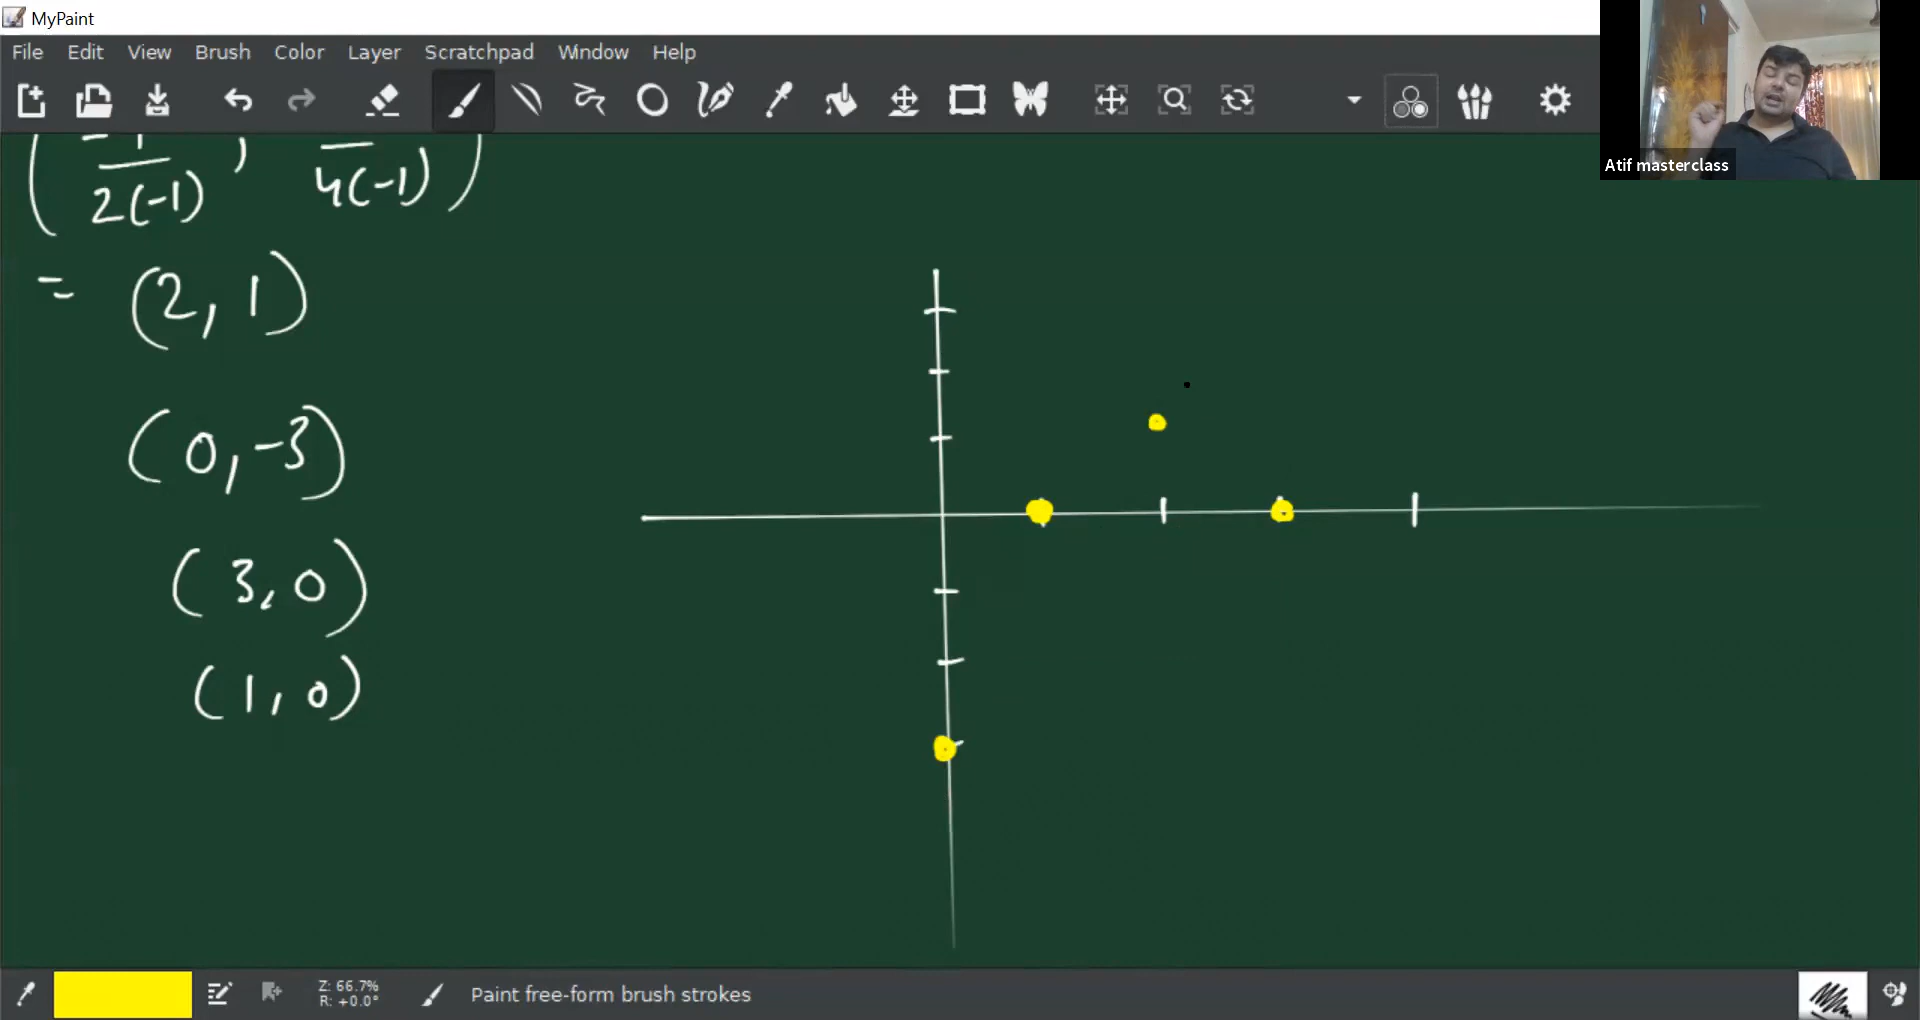 MyPaint
File Edit View Brush Color Layer Scratchpad Window Help
Atif masterclass
2(-1) , 4(-1)
= (2, 1)
(0, -3)
(3, 0)
(1, 0)
Z: 66.7%
R: +0.0°
Paint free-form brush strokes